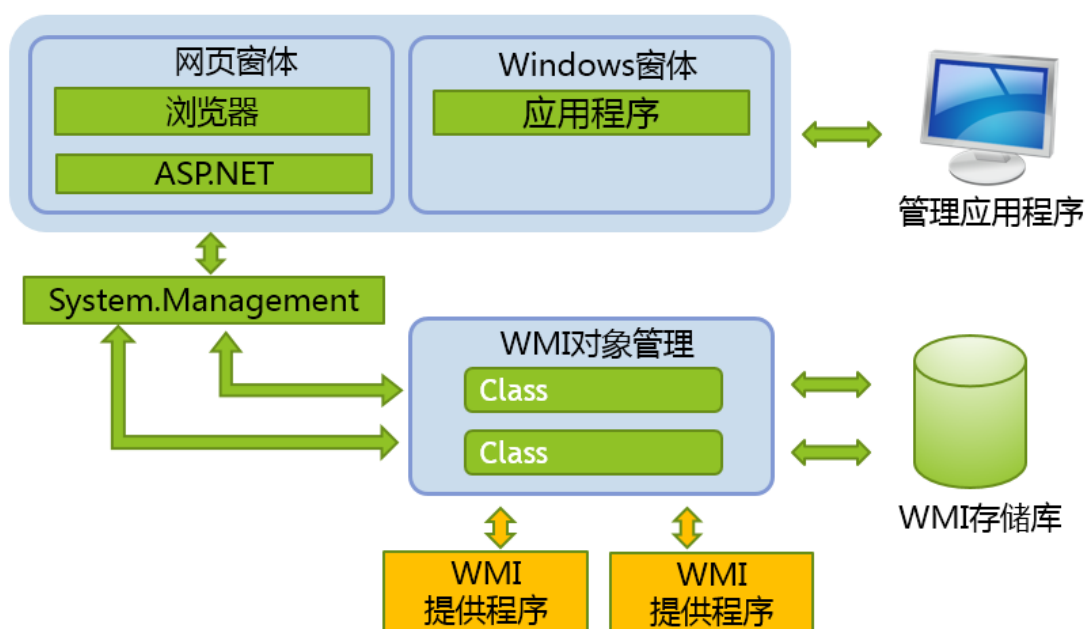 网页窗体
浏览器
ASP.NET
Windows窗体
应用程序
管理应用程序
System.Management
WMI对象管理
Class
Class
WMI存储库
WMI
提供程序
WMI
提供程序